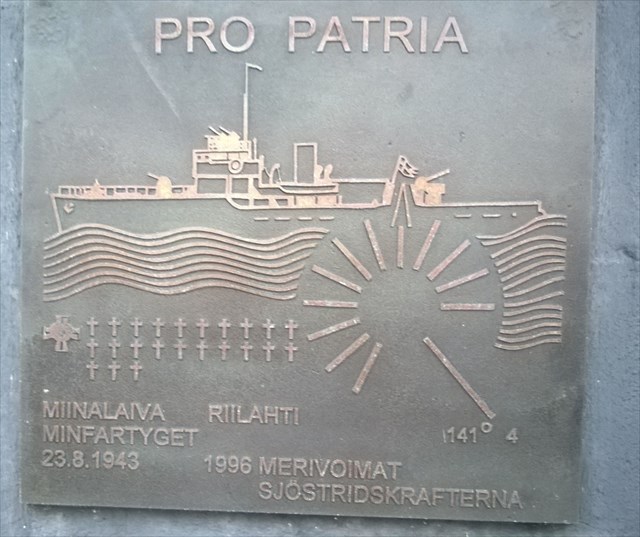 PRO PATRIA
MIINALAIVA RIILAHTI
MINFARTYGET
141° 4
23.8.1943 1996 MERIVOIMAT
SJÖSTRIDSKRAFTERNA